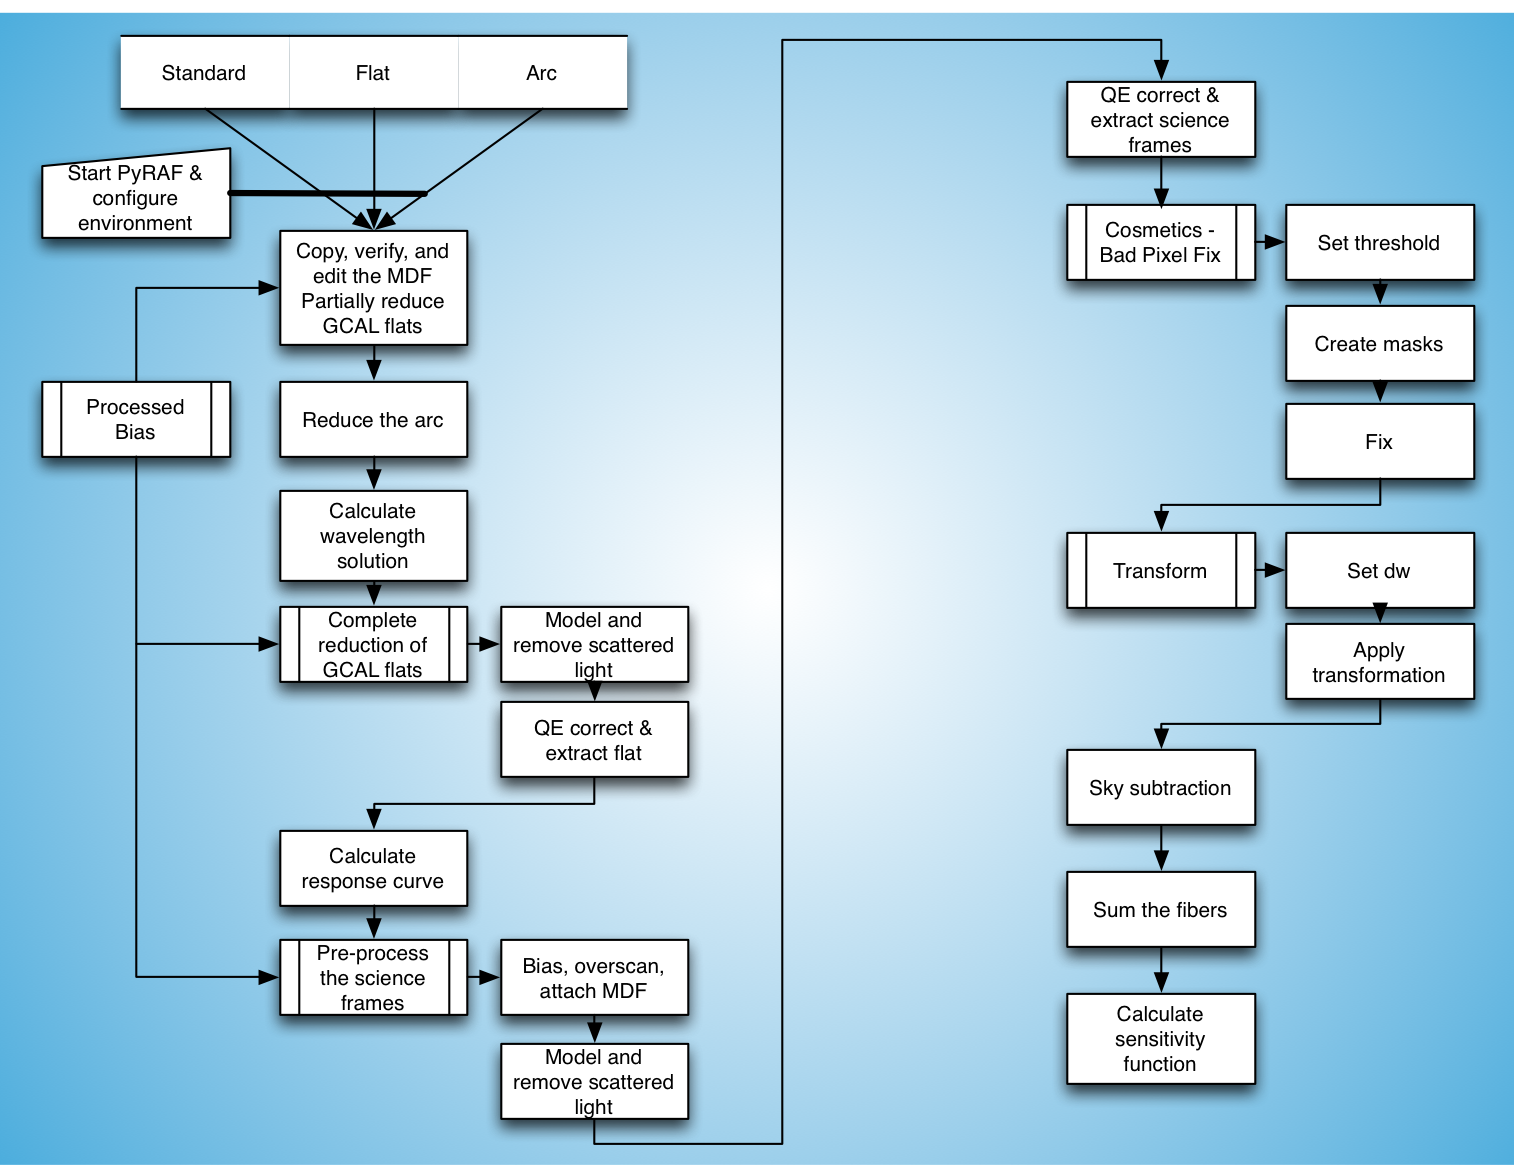 Standard
Flat
Arc
Start PyRAF &
configure
environment
Copy, verify, and
edit the MDF
Partially reduce
GCAL flats
Processed
Bias
Reduce the arc
Calculate
wavelength
solution
Complete
reduction of
GCAL flats
Model and
remove scattered
light
QE correct &
extract flat
Calculate
response curve
Pre-process
the science
frames
Bias, overscan,
attach MDF
Model and
remove scattered
light
QE correct &
extract science
frames
Cosmetics -
Bad Pixel Fix
Set threshold
Create masks
Fix
Transform
Set dw
Apply
transformation
Sky subtraction
Sum the fibers
Calculate
sensitivity
function